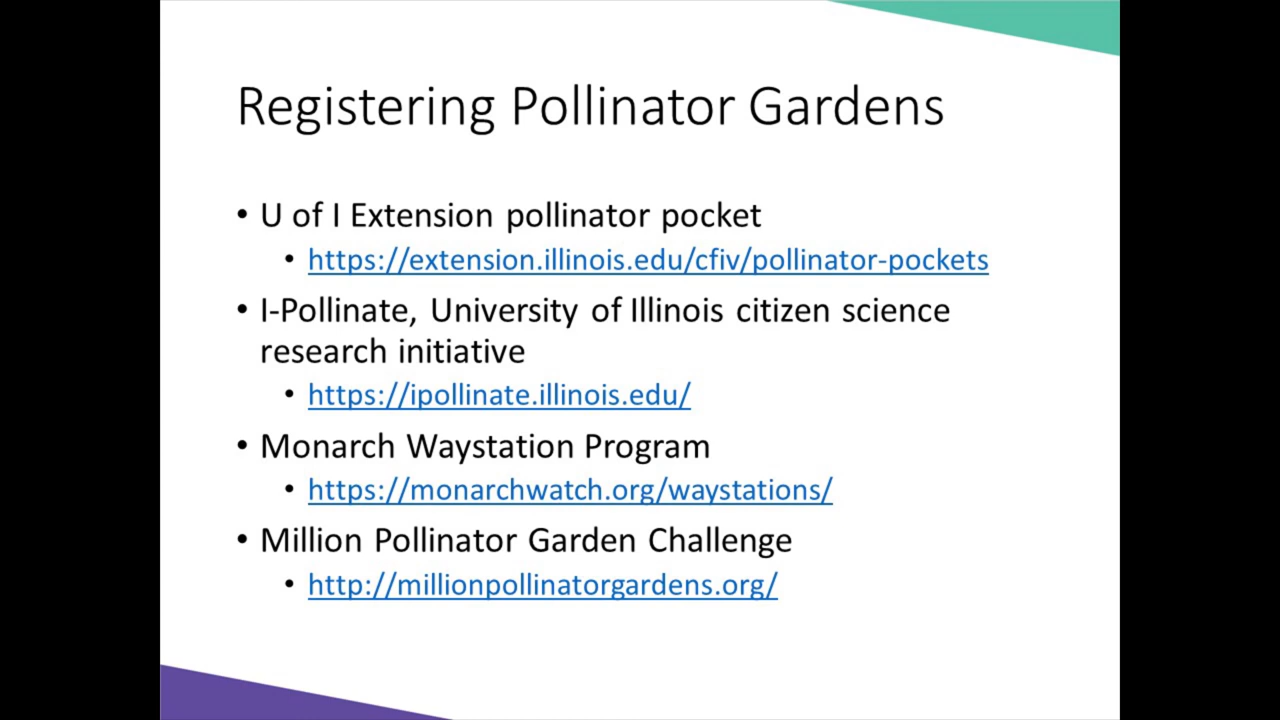 Registering Pollinator Gardens
• U of I Extension pollinator pocket
• https://extension.illinois.edu/cfiv/pollinator-pockets
• I-Pollinate, University of Illinois citizen science
research initiative
• https://ipollinate.illinois.edu/
• Monarch Waystation Program
• https://monarchwatch.org/waystations/
• Million Pollinator Garden Challenge
• http://millionpollinatorgardens.org/